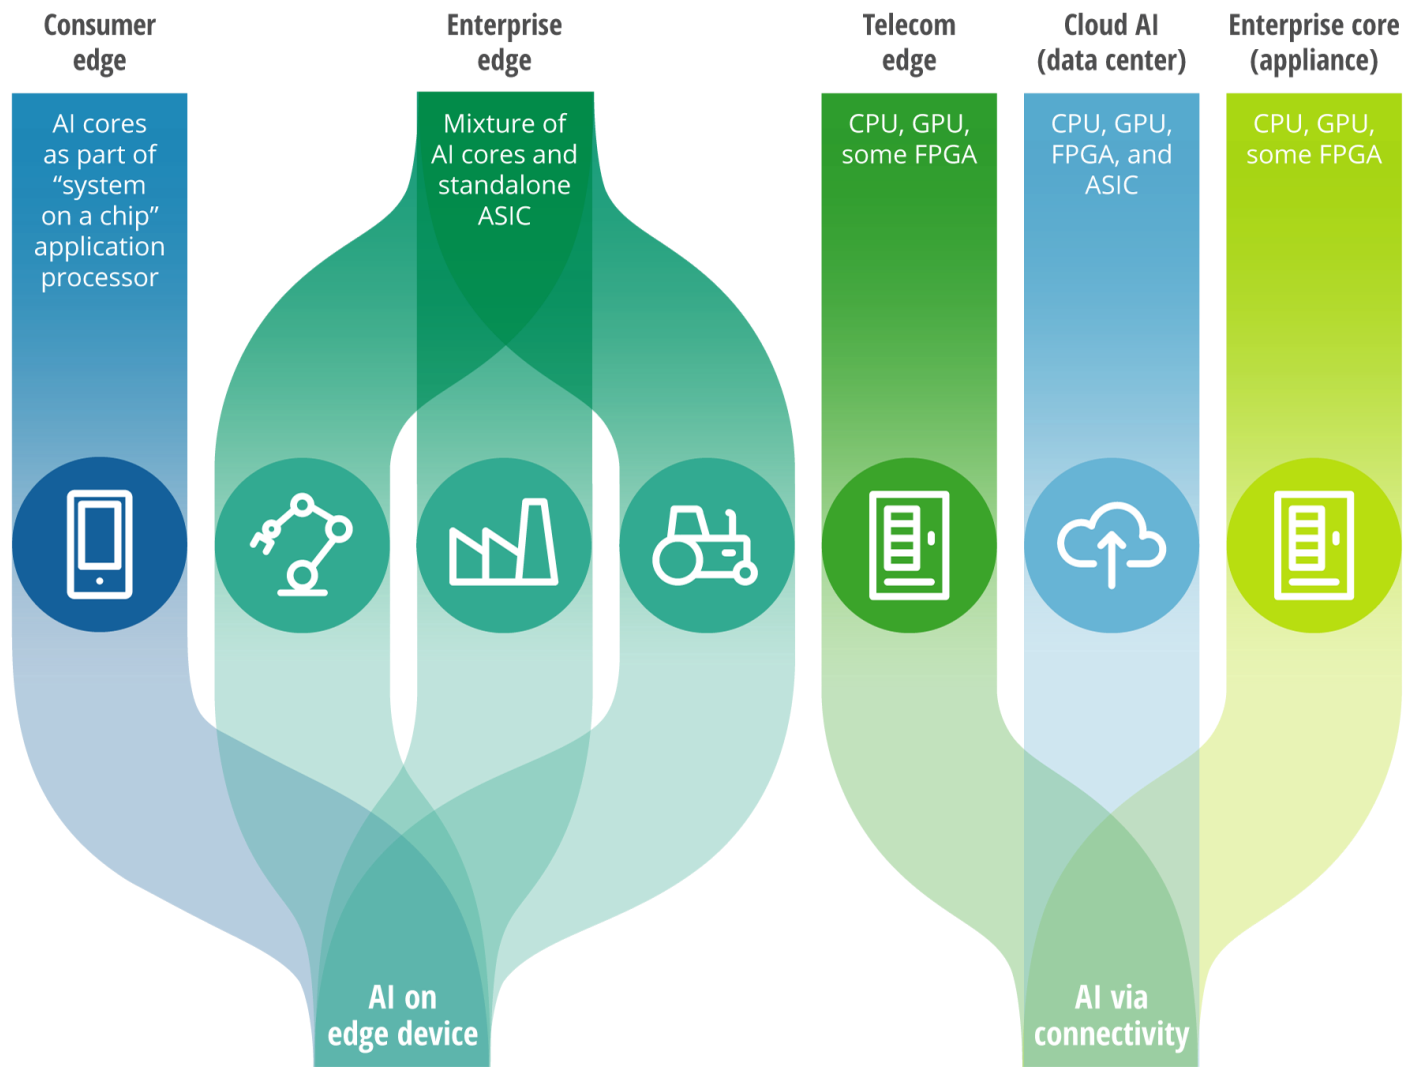 Consumer
edge
Enterprise
edge
Telecom
edge
Cloud AI
(data center)
Enterprise core
(appliance)
AI cores
as part of
“system
on a chip”
application
processor
Mixture of
AI cores and
standalone
ASIC
CPU, GPU,
some FPGA
CPU, GPU,
FPGA, and
ASIC
CPU, GPU,
some FPGA
AI on
edge device
AI via
connectivity